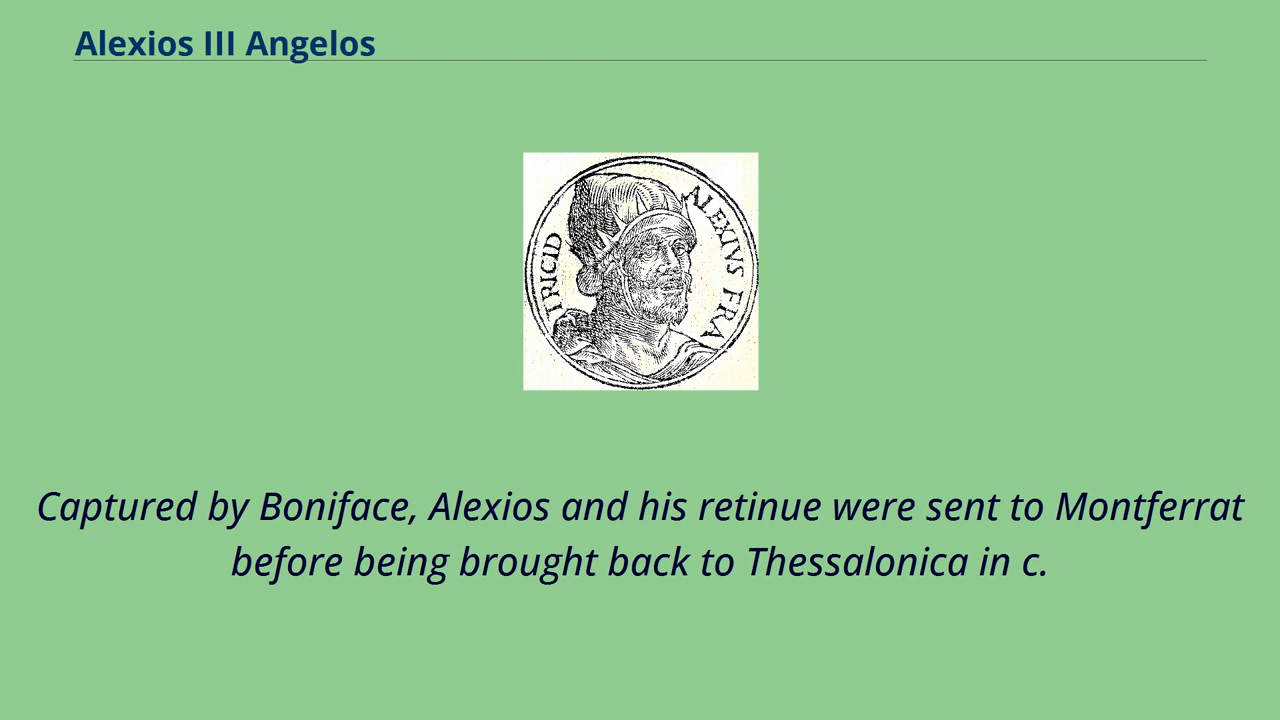 Alexios III Angelos
ALEXIVS FRA
TRICID
Captured by Boniface, Alexios and his retinue were sent to Montferrat
before being brought back to Thessalonica in c.